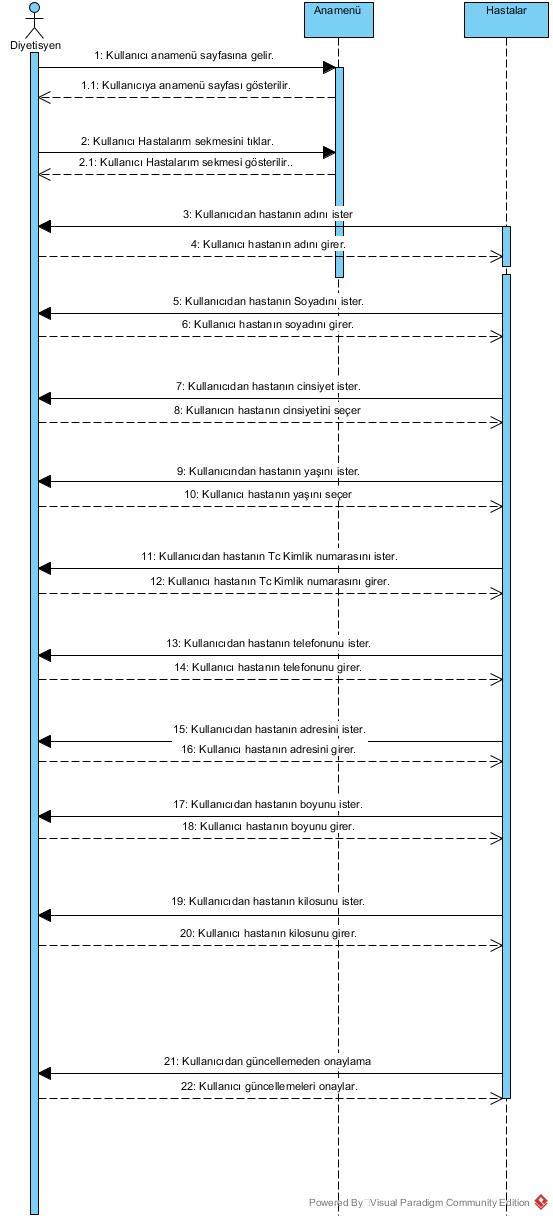 Anamenü
Hastalar
Diyetisyen
1: Kullanıcı anamenü sayfasına gelir.
1.1: Kullanıcıya anamenü sayfası gösterilir.
2: Kullanıcı Hastalarım sekmesini tıklar.
2.1: Kullanıcı Hastalarım sekmesi gösterilir..
3: Kullanıcıdan hastanın adını ister
4: Kullanıcı hastanın adını girer.
5: Kullanıcıdan hastanın Soyadını ister.
6: Kullanıcı hastanın soyadını girer.
7: Kullanıcıdan hastanın cinsiyet ister.
8: Kullanıcın hastanın cinsiyetini seçer
9: Kullanıcından hastanın yaşını ister.
10: Kullanıcı hastanın yaşını seçer
11: Kullanıcıdan hastanın Tc Kimlik numarasını ister.
12: Kullanıcı hastanın Tc Kimlik numarasını girer.
13: Kullanıcıdan hastanın telefonunu ister.
14: Kullanıcı hastanın telefonunu girer.
15: Kullanıcıdan hastanın adresini ister.
16: Kullanıcı hastanın adresini girer.
17: Kullanıcıdan hastanın boyunu ister.
18: Kullanıcı hastanın boyunu girer.
19: Kullanıcıdan hastanın kilosunu ister.
20: Kullanıcı hastanın kilosunu girer.
21: Kullanıcıdan güncellemeden onaylama
22: Kullanıcı güncellemeleri onaylar.
Powered By Visual Paradigm Community Edition